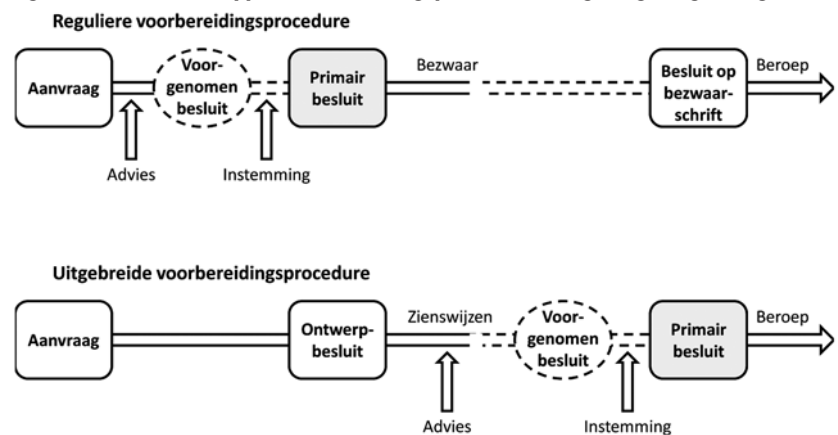 Reguliere voorbereidingsprocedure
Aanvraag
Voor-
genomen
besluit
Primair
besluit
Bezwaar
Besluit op
bezwaar-
schrift
Beroep
Advies
Instemming
Uitgebreide voorbereidingsprocedure
Aanvraag
Ontwerp-
besluit
Zienswijzen
Voor-
genomen
besluit
Primair
besluit
Beroep
Advies
Instemming